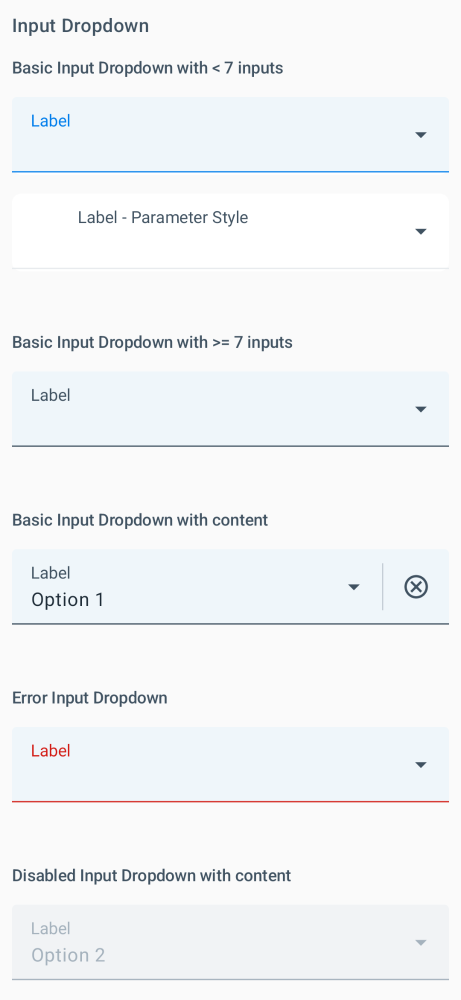 Input Dropdown
Basic Input Dropdown with < 7 inputs
Label
Label - Parameter Style
Basic Input Dropdown with >= 7 inputs
Label
Basic Input Dropdown with content
Label
Option 1
Error Input Dropdown
Label
Disabled Input Dropdown with content
Label
Option 2